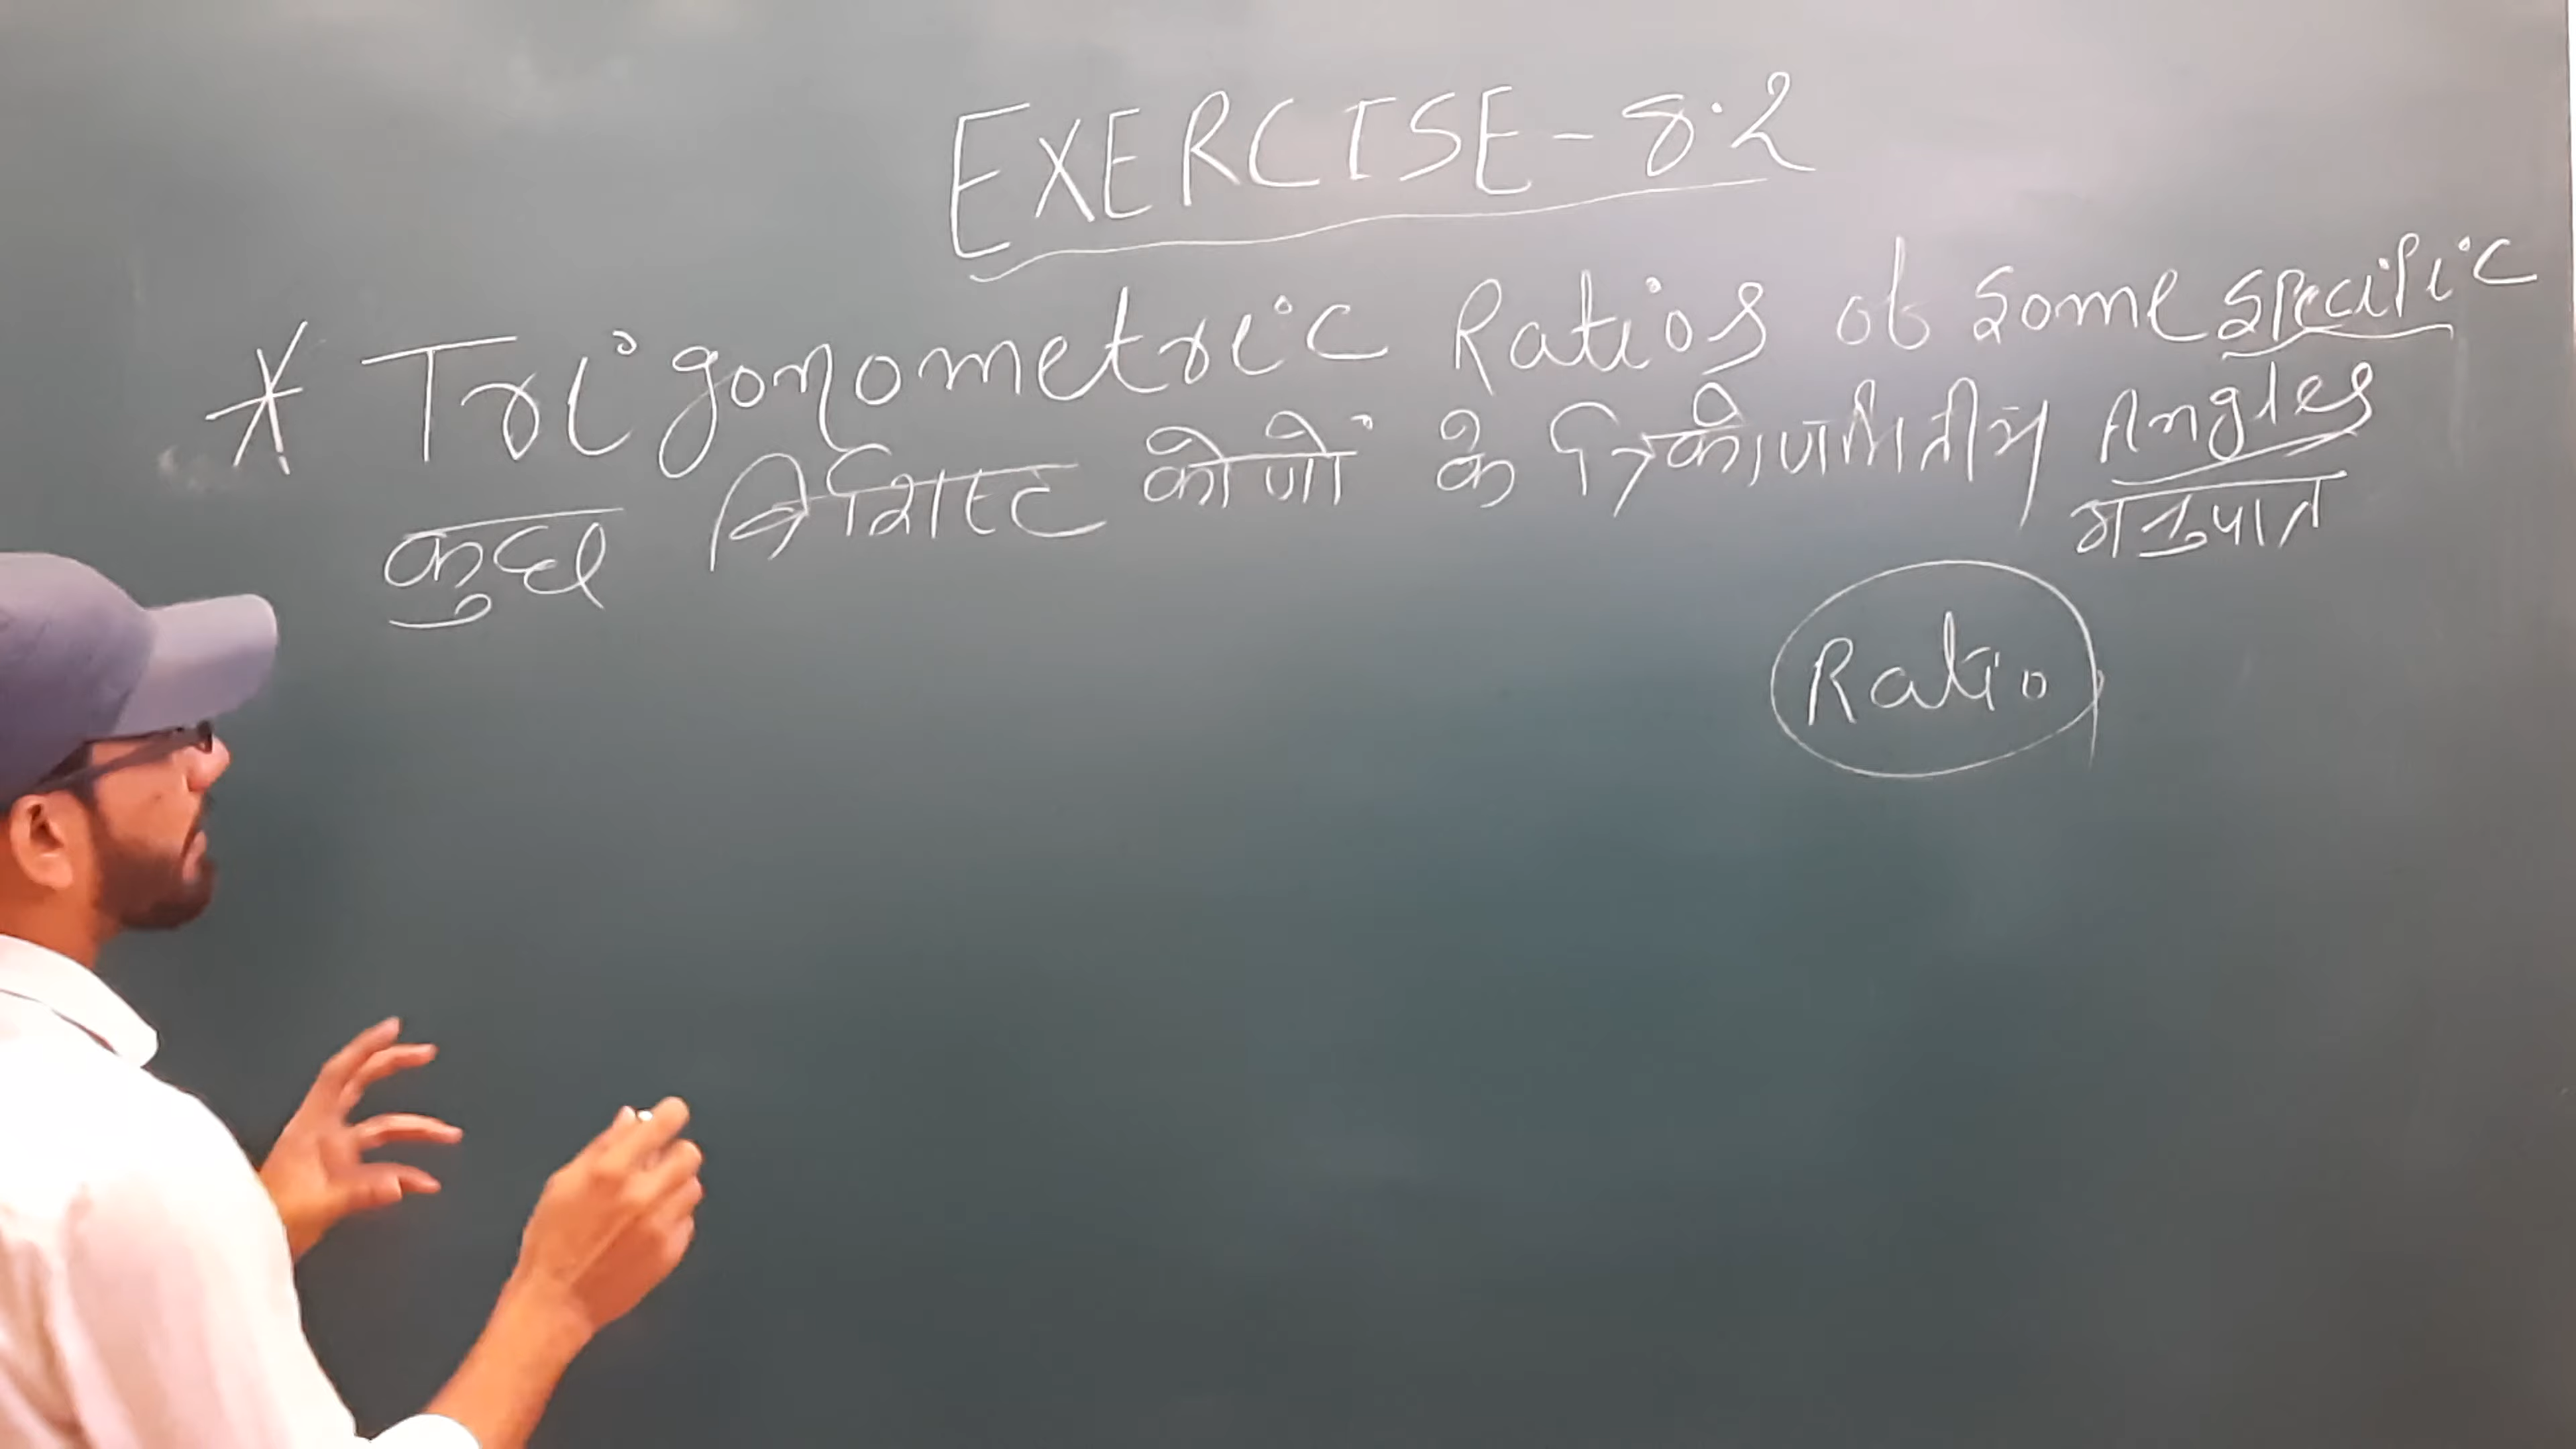 EXERCISE - 8.2
* Trigonometric Ratios of some specific
Angles
कुछ विशिष्ट कोणों के त्रिकोणमितीय
अनुपात
Ratio